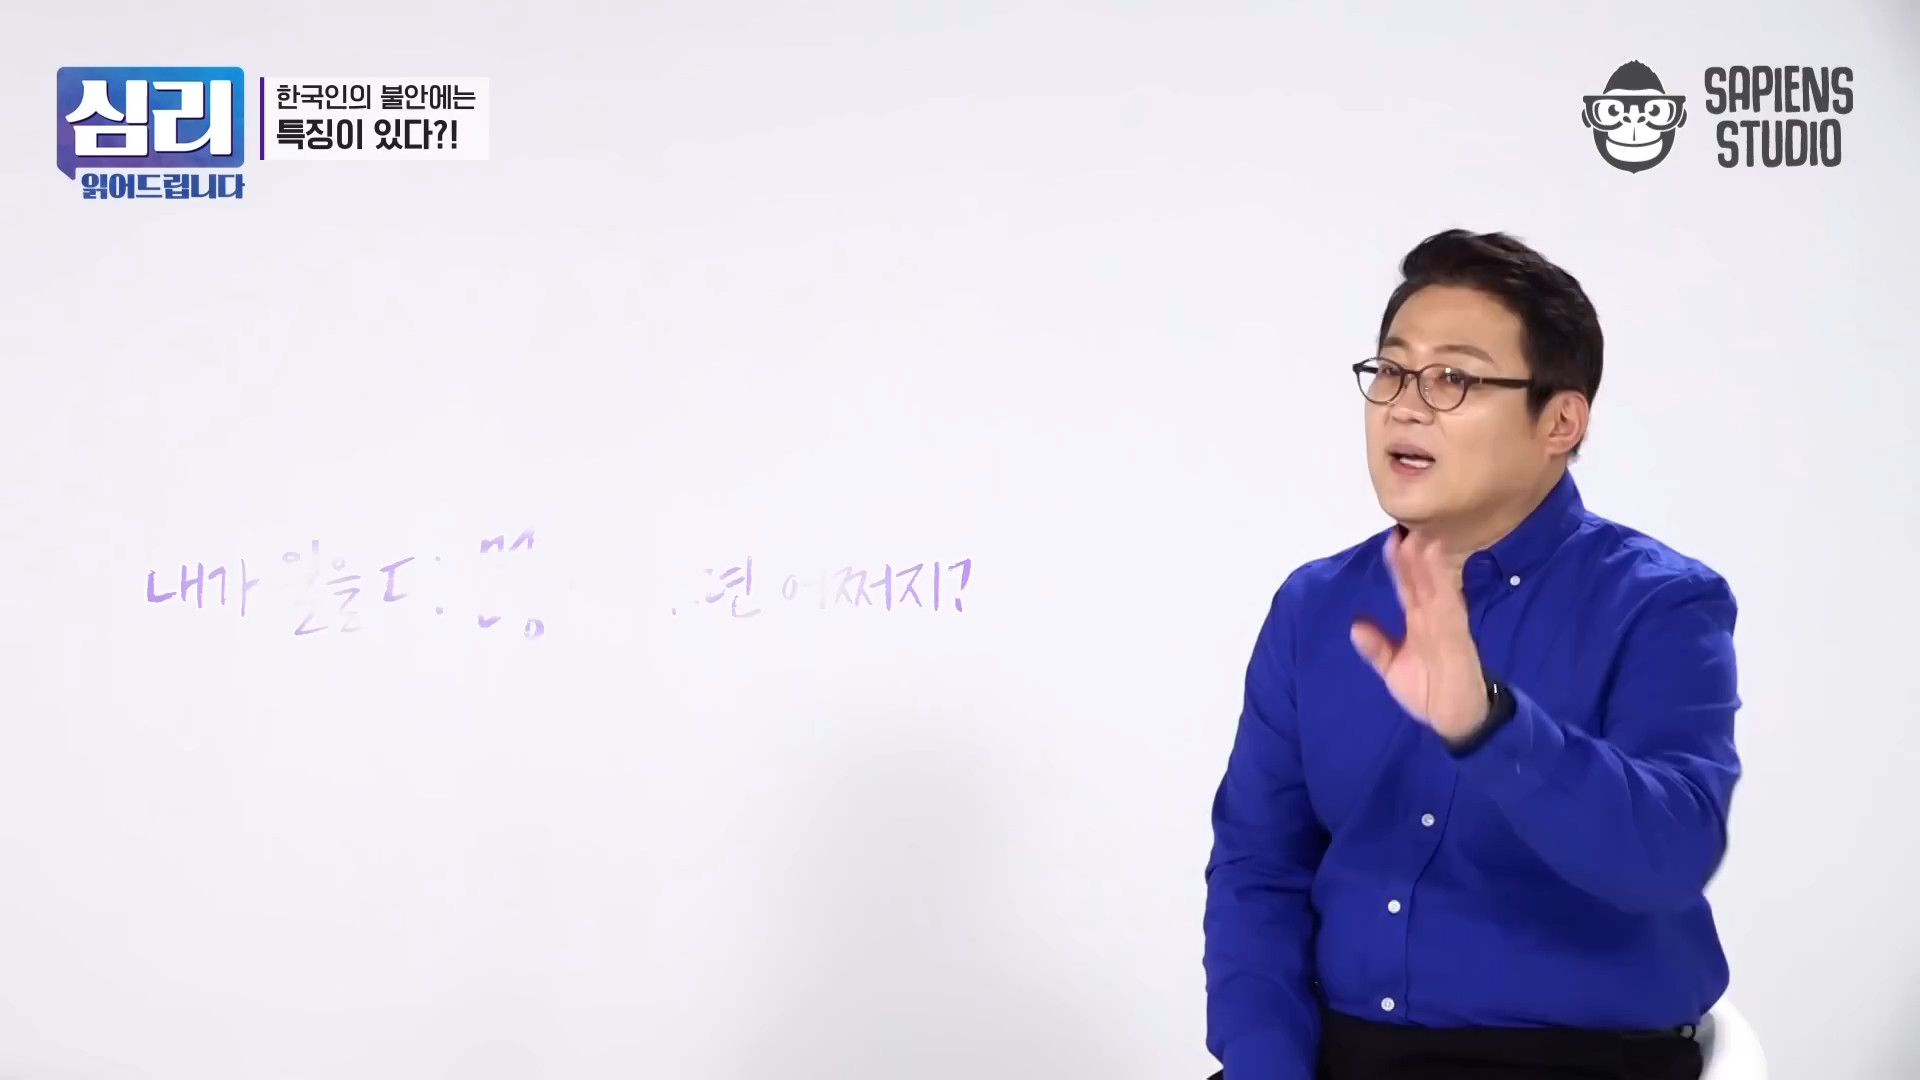 심리
읽어드립니다
한국인의 불안에는
특징이 있다?!
SAPIENS
STUDIO
내가 일을 어쩌지?